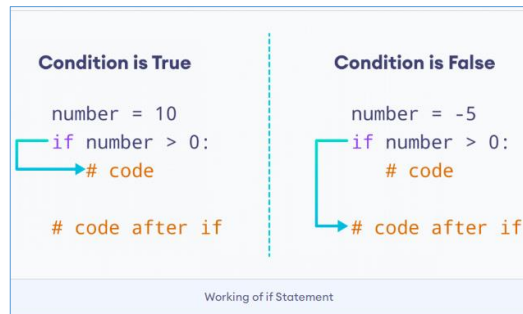 Condition is True
number = 10
if number > 0:
# code
# code after if
Condition is False
number = -5
if number > 0:
# code
# code after if
Working of if Statement